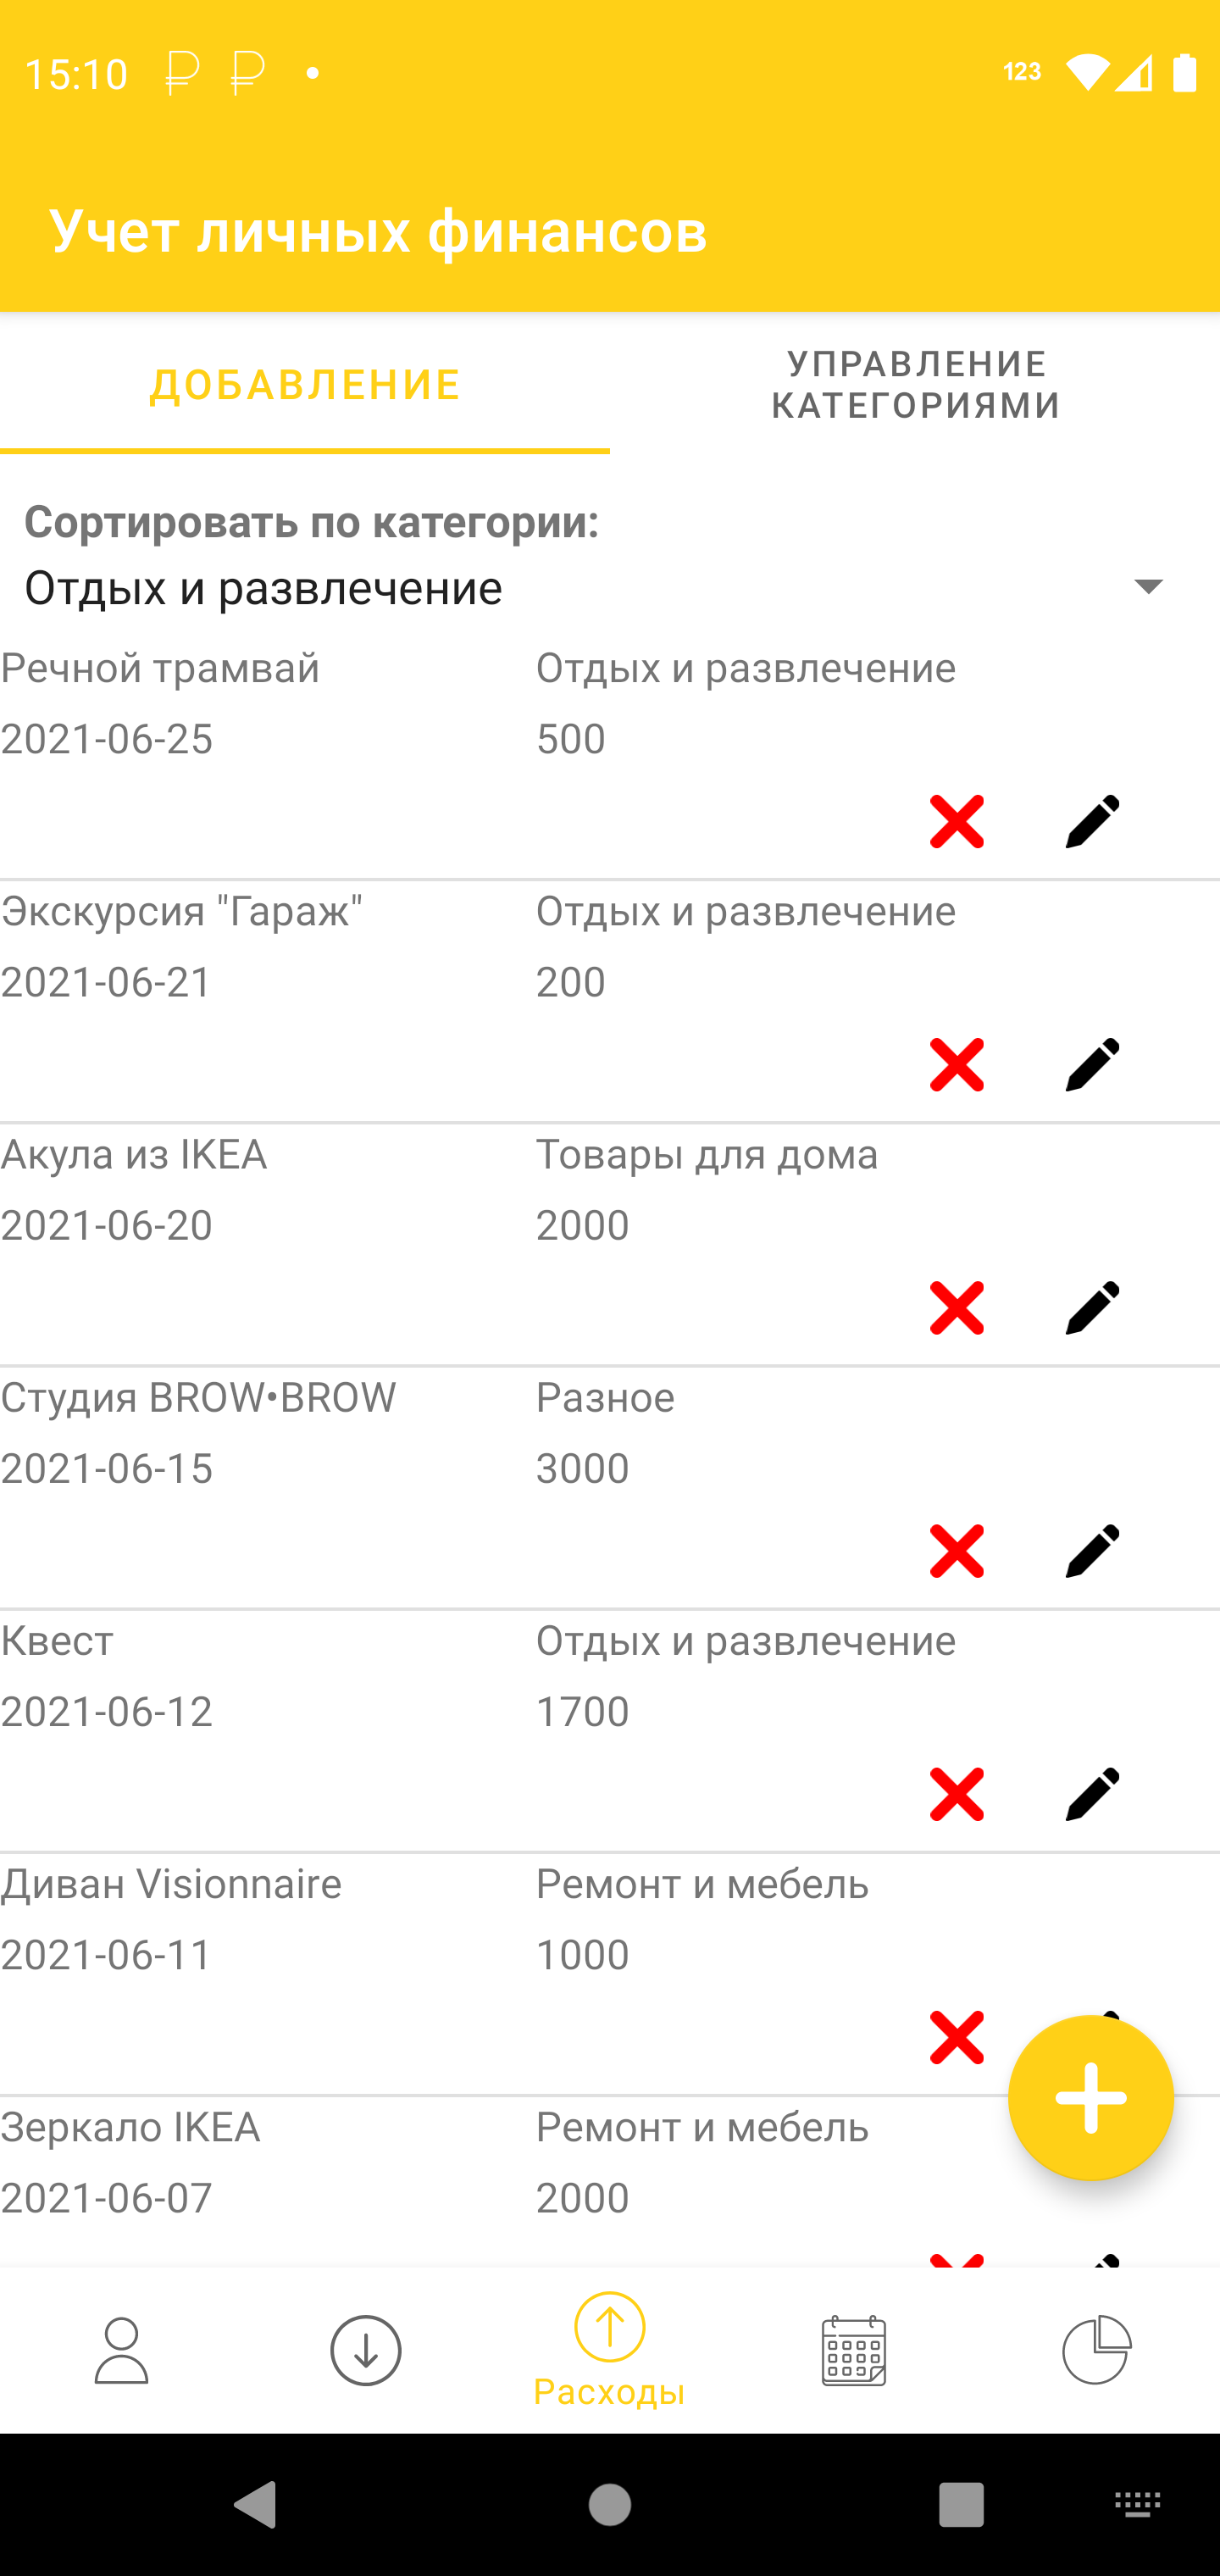 15:10
123
Учет личных финансов
ДОБАВЛЕНИЕ
УПРАВЛЕНИЕ
КАТЕГОРИЯМИ
Сортировать по категории:
Отдых и развлечение
Речной трамвай Отдых и развлечение
2021-06-25 500
Экскурсия "Гараж" Отдых и развлечение
2021-06-21 200
Акула из IKEA Товары для дома
2021-06-20 2000
Студия BROW•BROW Разное
2021-06-15 3000
Квест Отдых и развлечение
2021-06-12 1700
Диван Visionnaire Ремонт и мебель
2021-06-11 1000
Зеркало IKEA Ремонт и мебель
2021-06-07 2000
Расходы